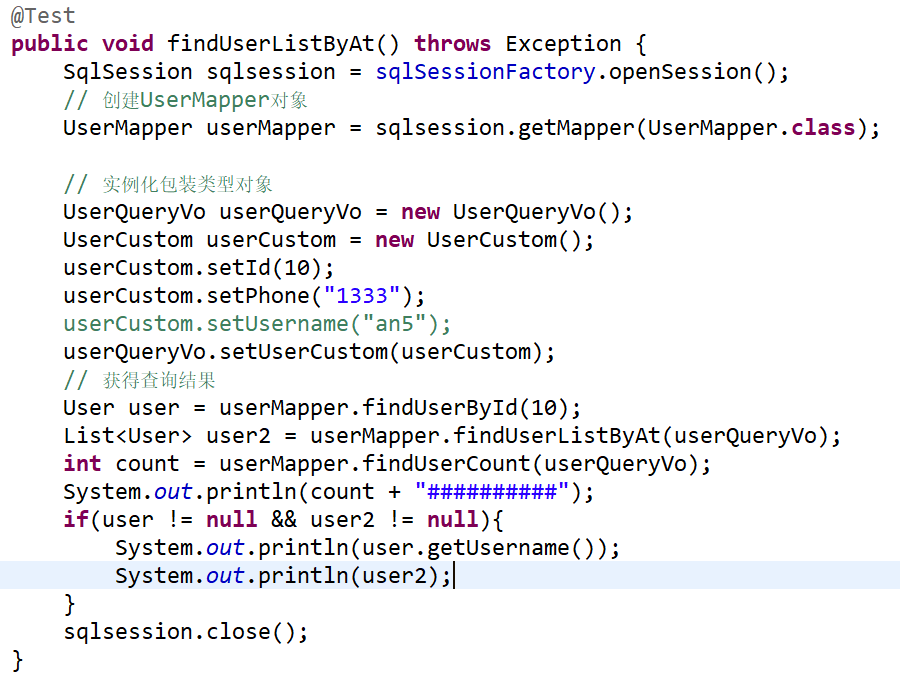 @Test
public void findUserListByAt() throws Exception {
    SqlSession sqlsession = sqlSessionFactory.openSession();
    // 创建UserMapper对象
    UserMapper userMapper = sqlsession.getMapper(UserMapper.class);

    // 实例化包装类型对象
    UserQueryVo userQueryVo = new UserQueryVo();
    UserCustom userCustom = new UserCustom();
    userCustom.setId(10);
    userCustom.setPhone("1333");
    userCustom.setUsername("an5");
    userQueryVo.setUserCustom(userCustom);
    // 获得查询结果
    User user = userMapper.findUserById(10);
    List<User> user2 = userMapper.findUserListByAt(userQueryVo);
    int count = userMapper.findUserCount(userQueryVo);
    System.out.println(count + "##########");
    if(user != null && user2 != null){
        System.out.println(user.getUsername());
        System.out.println(user2);
    }
    sqlsession.close();
}